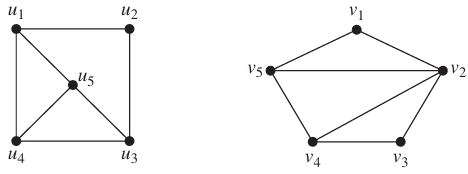 u₁ u₂
u₅
u₄ u₃
v₁
v₅ v₂
v₄ v₃